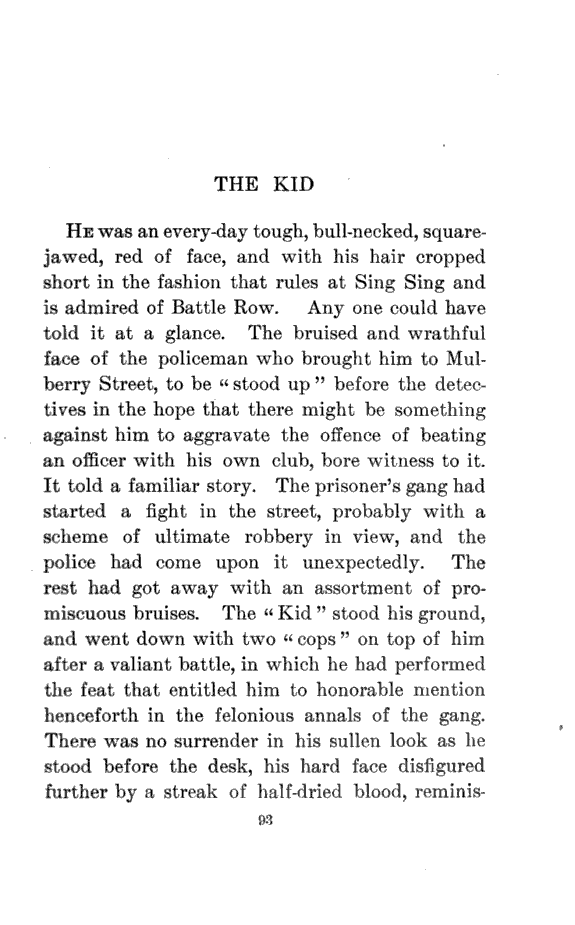 THE KID
HE was an every-day tough, bull-necked, square-
jawed, red of face, and with his hair cropped
short in the fashion that rules at Sing Sing and
is admired of Battle Row. Any one could have
told it at a glance. The bruised and wrathful
face of the policeman who brought him to Mul-
berry Street, to be “stood up” before the detec-
tives in the hope that there might be something
against him to aggravate the offence of beating
an officer with his own club, bore witness to it.
It told a familiar story. The prisoner’s gang had
started a fight in the street, probably with a
scheme of ultimate robbery in view, and the
police had come upon it unexpectedly. The
rest had got away with an assortment of pro-
miscuous bruises. The “Kid” stood his ground,
and went down with two “cops” on top of him
after a valiant battle, in which he had performed
the feat that entitled him to honorable mention
henceforth in the felonious annals of the gang.
There was no surrender in his sullen look as he
stood before the desk, his hard face disfigured
further by a streak of half-dried blood, reminis-
93